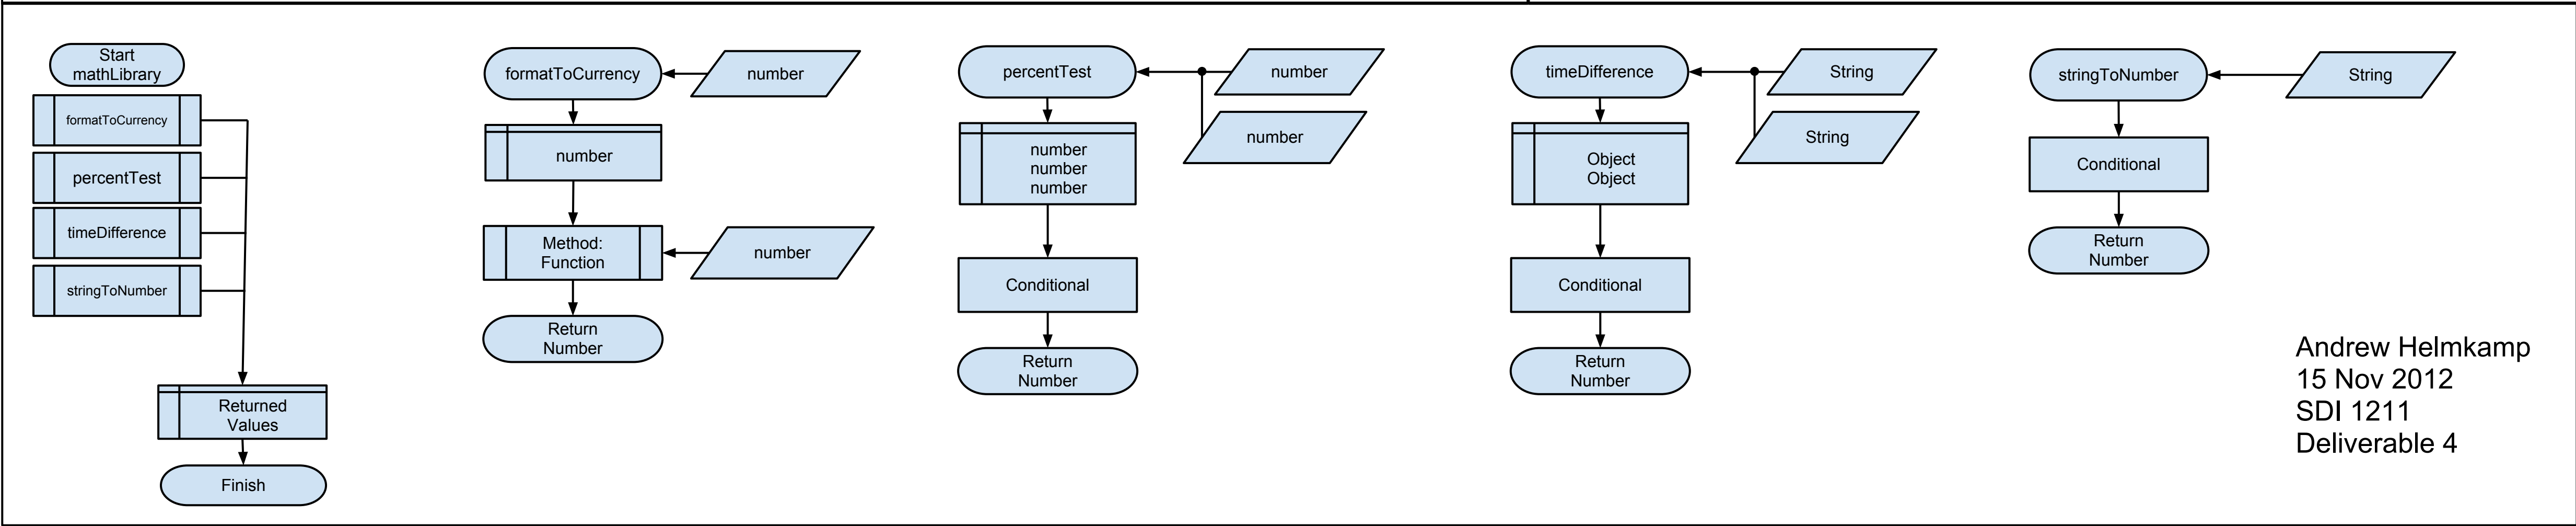 Start
mathLibrary
formatToCurrency
percentTest
timeDifference
stringToNumber
Returned
Values
Finish
formatToCurrency
number
number
Method:
Function
number
Return
Number
percentTest
number
number
number
number
number
Conditional
Return
Number
timeDifference
String
String
Object
Object
Conditional
Return
Number
stringToNumber
String
Conditional
Return
Number
Andrew Helmkamp
15 Nov 2012
SDI 1211
Deliverable 4